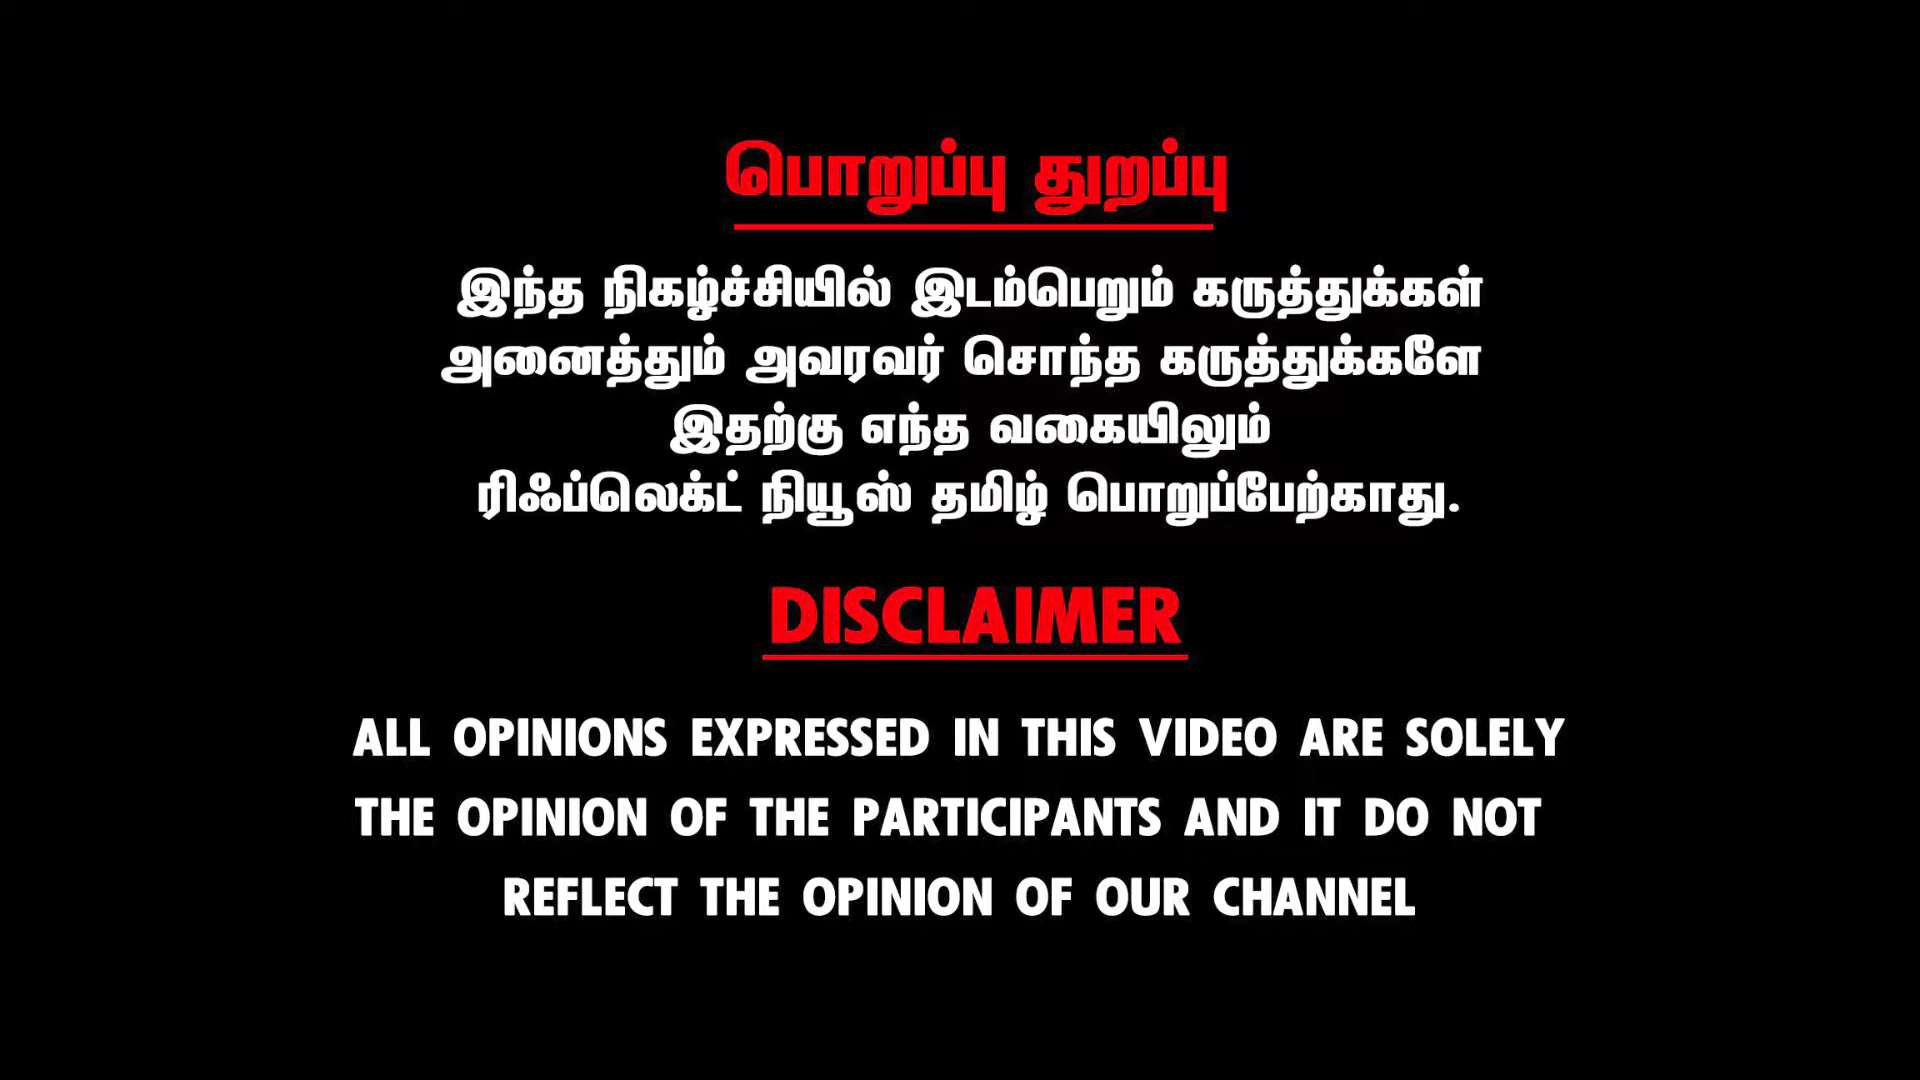 பொறுப்பு துறப்பு
இந்த நிகழ்ச்சியில் இடம்பெறும் கருத்துக்கள்
அனைத்தும் அவரவர் சொந்த கருத்துக்களே
இதற்கு எந்த வகையிலும்
ரிஃப்லெக்ட் நியூஸ் தமிழ் பொறுப்பேற்காது.
DISCLAIMER
ALL OPINIONS EXPRESSED IN THIS VIDEO ARE SOLELY
THE OPINION OF THE PARTICIPANTS AND IT DO NOT
REFLECT THE OPINION OF OUR CHANNEL